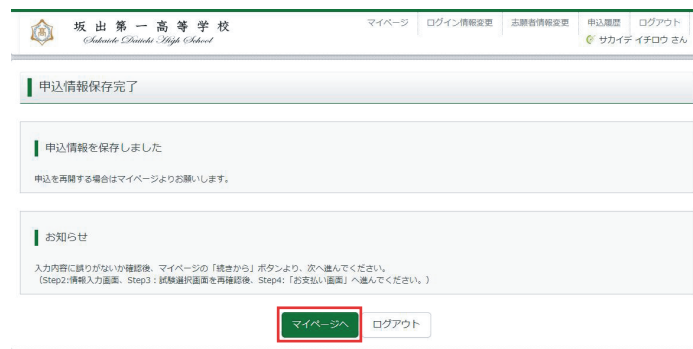 坂出第一高等学校
Sakaide Daiichi High School
マイページ ログイン情報変更 志願者情報変更 申込履歴 ログアウト
サカイデ イチロウ さん
申込情報保存完了
申込情報を保存しました
申込を再開する場合はマイページよりお願いします。
お知らせ
入力内容に誤りがないか確認後、マイページの「続きから」ボタンより、次へ進んでください。
(Step2:情報入力画面、Step3：試験選択画面を再確認後、Step4:「お支払い画面」へ進んでください。)
マイページへ ログアウト